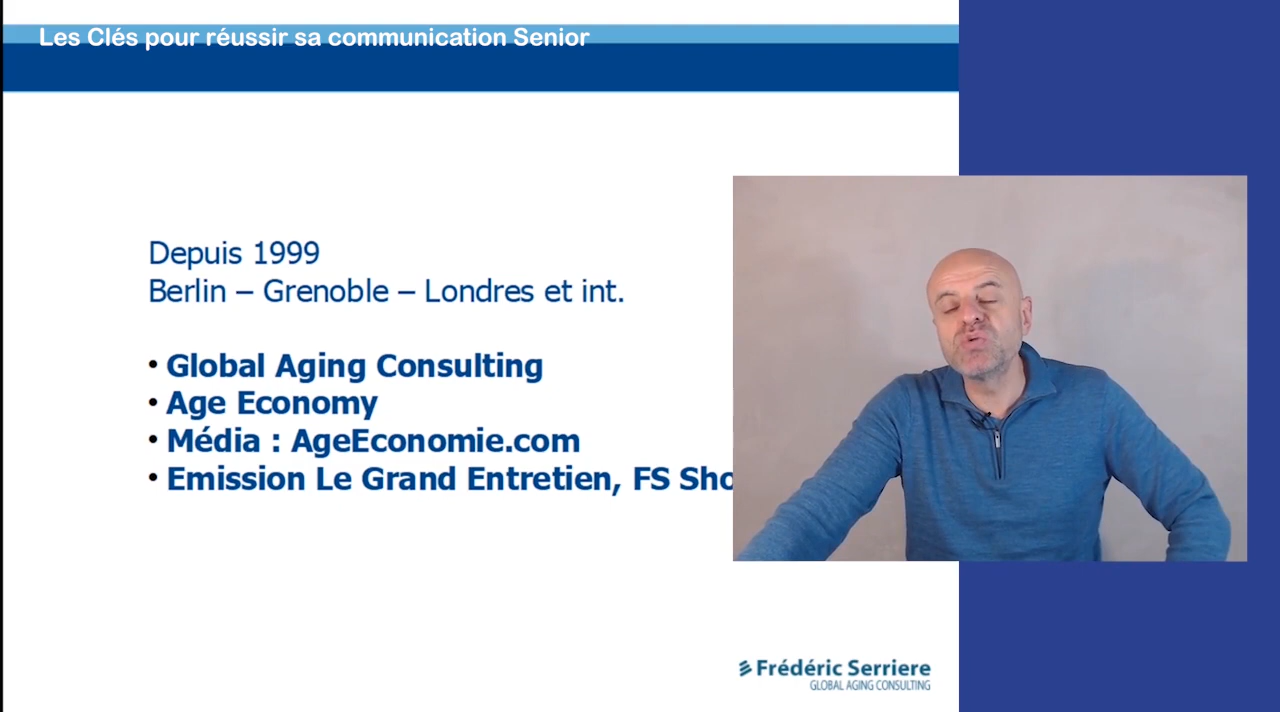 Les Clés pour réussir sa communication Senior
Depuis 1999
Berlin – Grenoble – Londres et int.
• Global Aging Consulting
• Age Economy
• Média : AgeEconomie.com
• Emission Le Grand Entretien, FS Sho
Frédéric Serriere
GLOBAL AGING CONSULTING